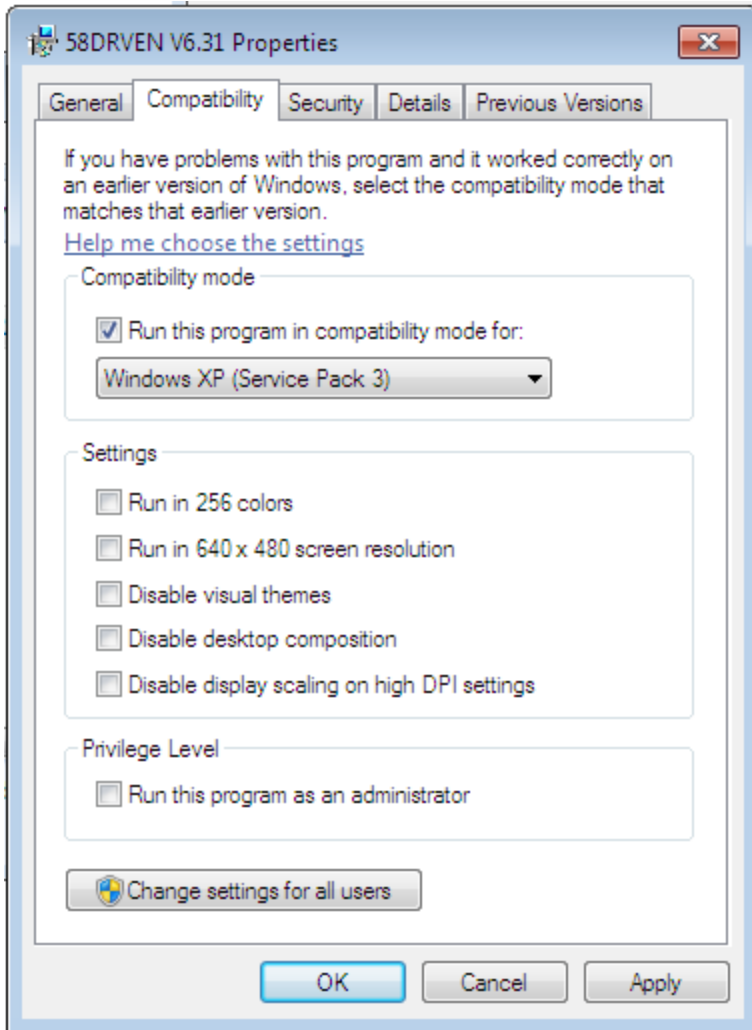 58DRVEN V6.31 Properties
General Compatibility Security Details Previous Versions
If you have problems with this program and it worked correctly on
an earlier version of Windows, select the compatibility mode that
matches that earlier version.
Help me choose the settings
Compatibility mode
Run this program in compatibility mode for:
Windows XP (Service Pack 3)
Settings
Run in 256 colors
Run in 640 x 480 screen resolution
Disable visual themes
Disable desktop composition
Disable display scaling on high DPI settings
Privilege Level
Run this program as an administrator
Change settings for all users
OK Cancel Apply